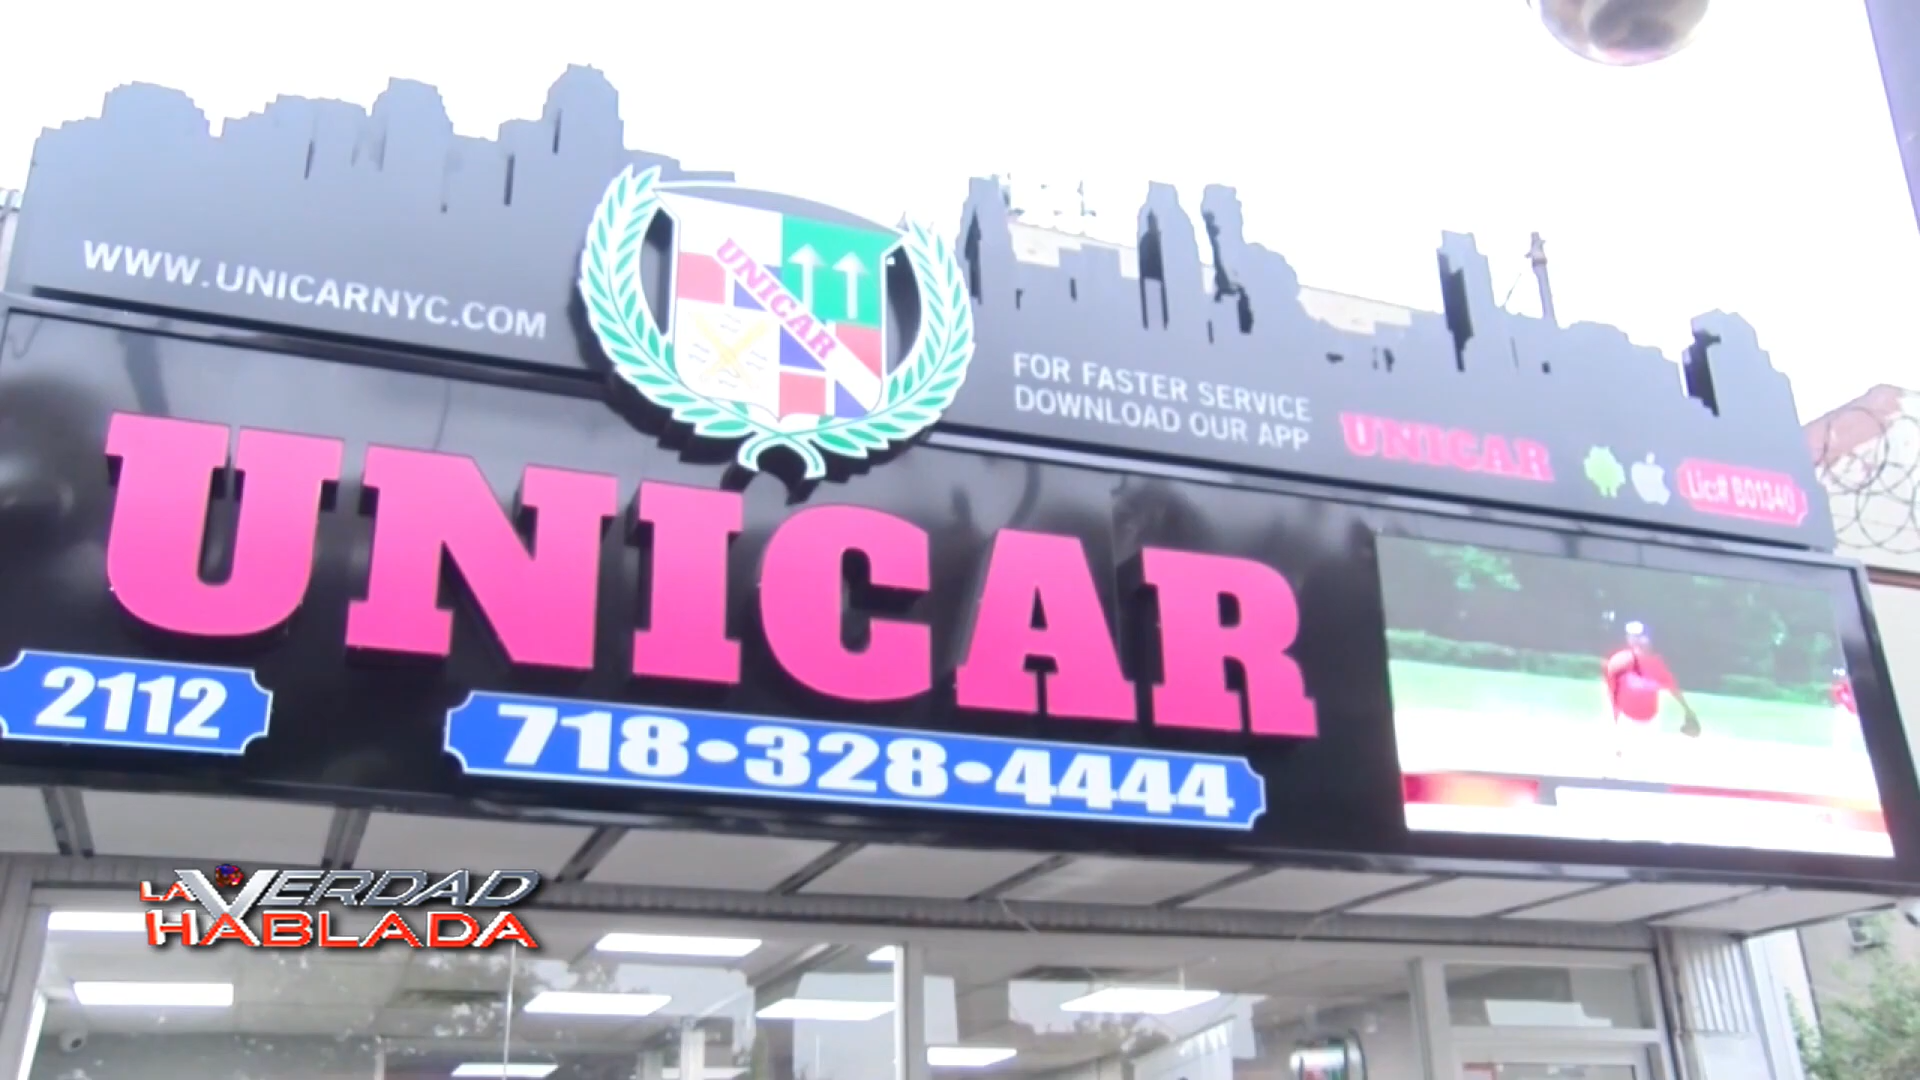 WWW.UNICARNYC.COM
UNICAR
FOR FASTER SERVICE
DOWNLOAD OUR APP
UNICAR
Lic# B01340
UNICAR
2112
718-328-4444
LA VERDAD
HABLADA